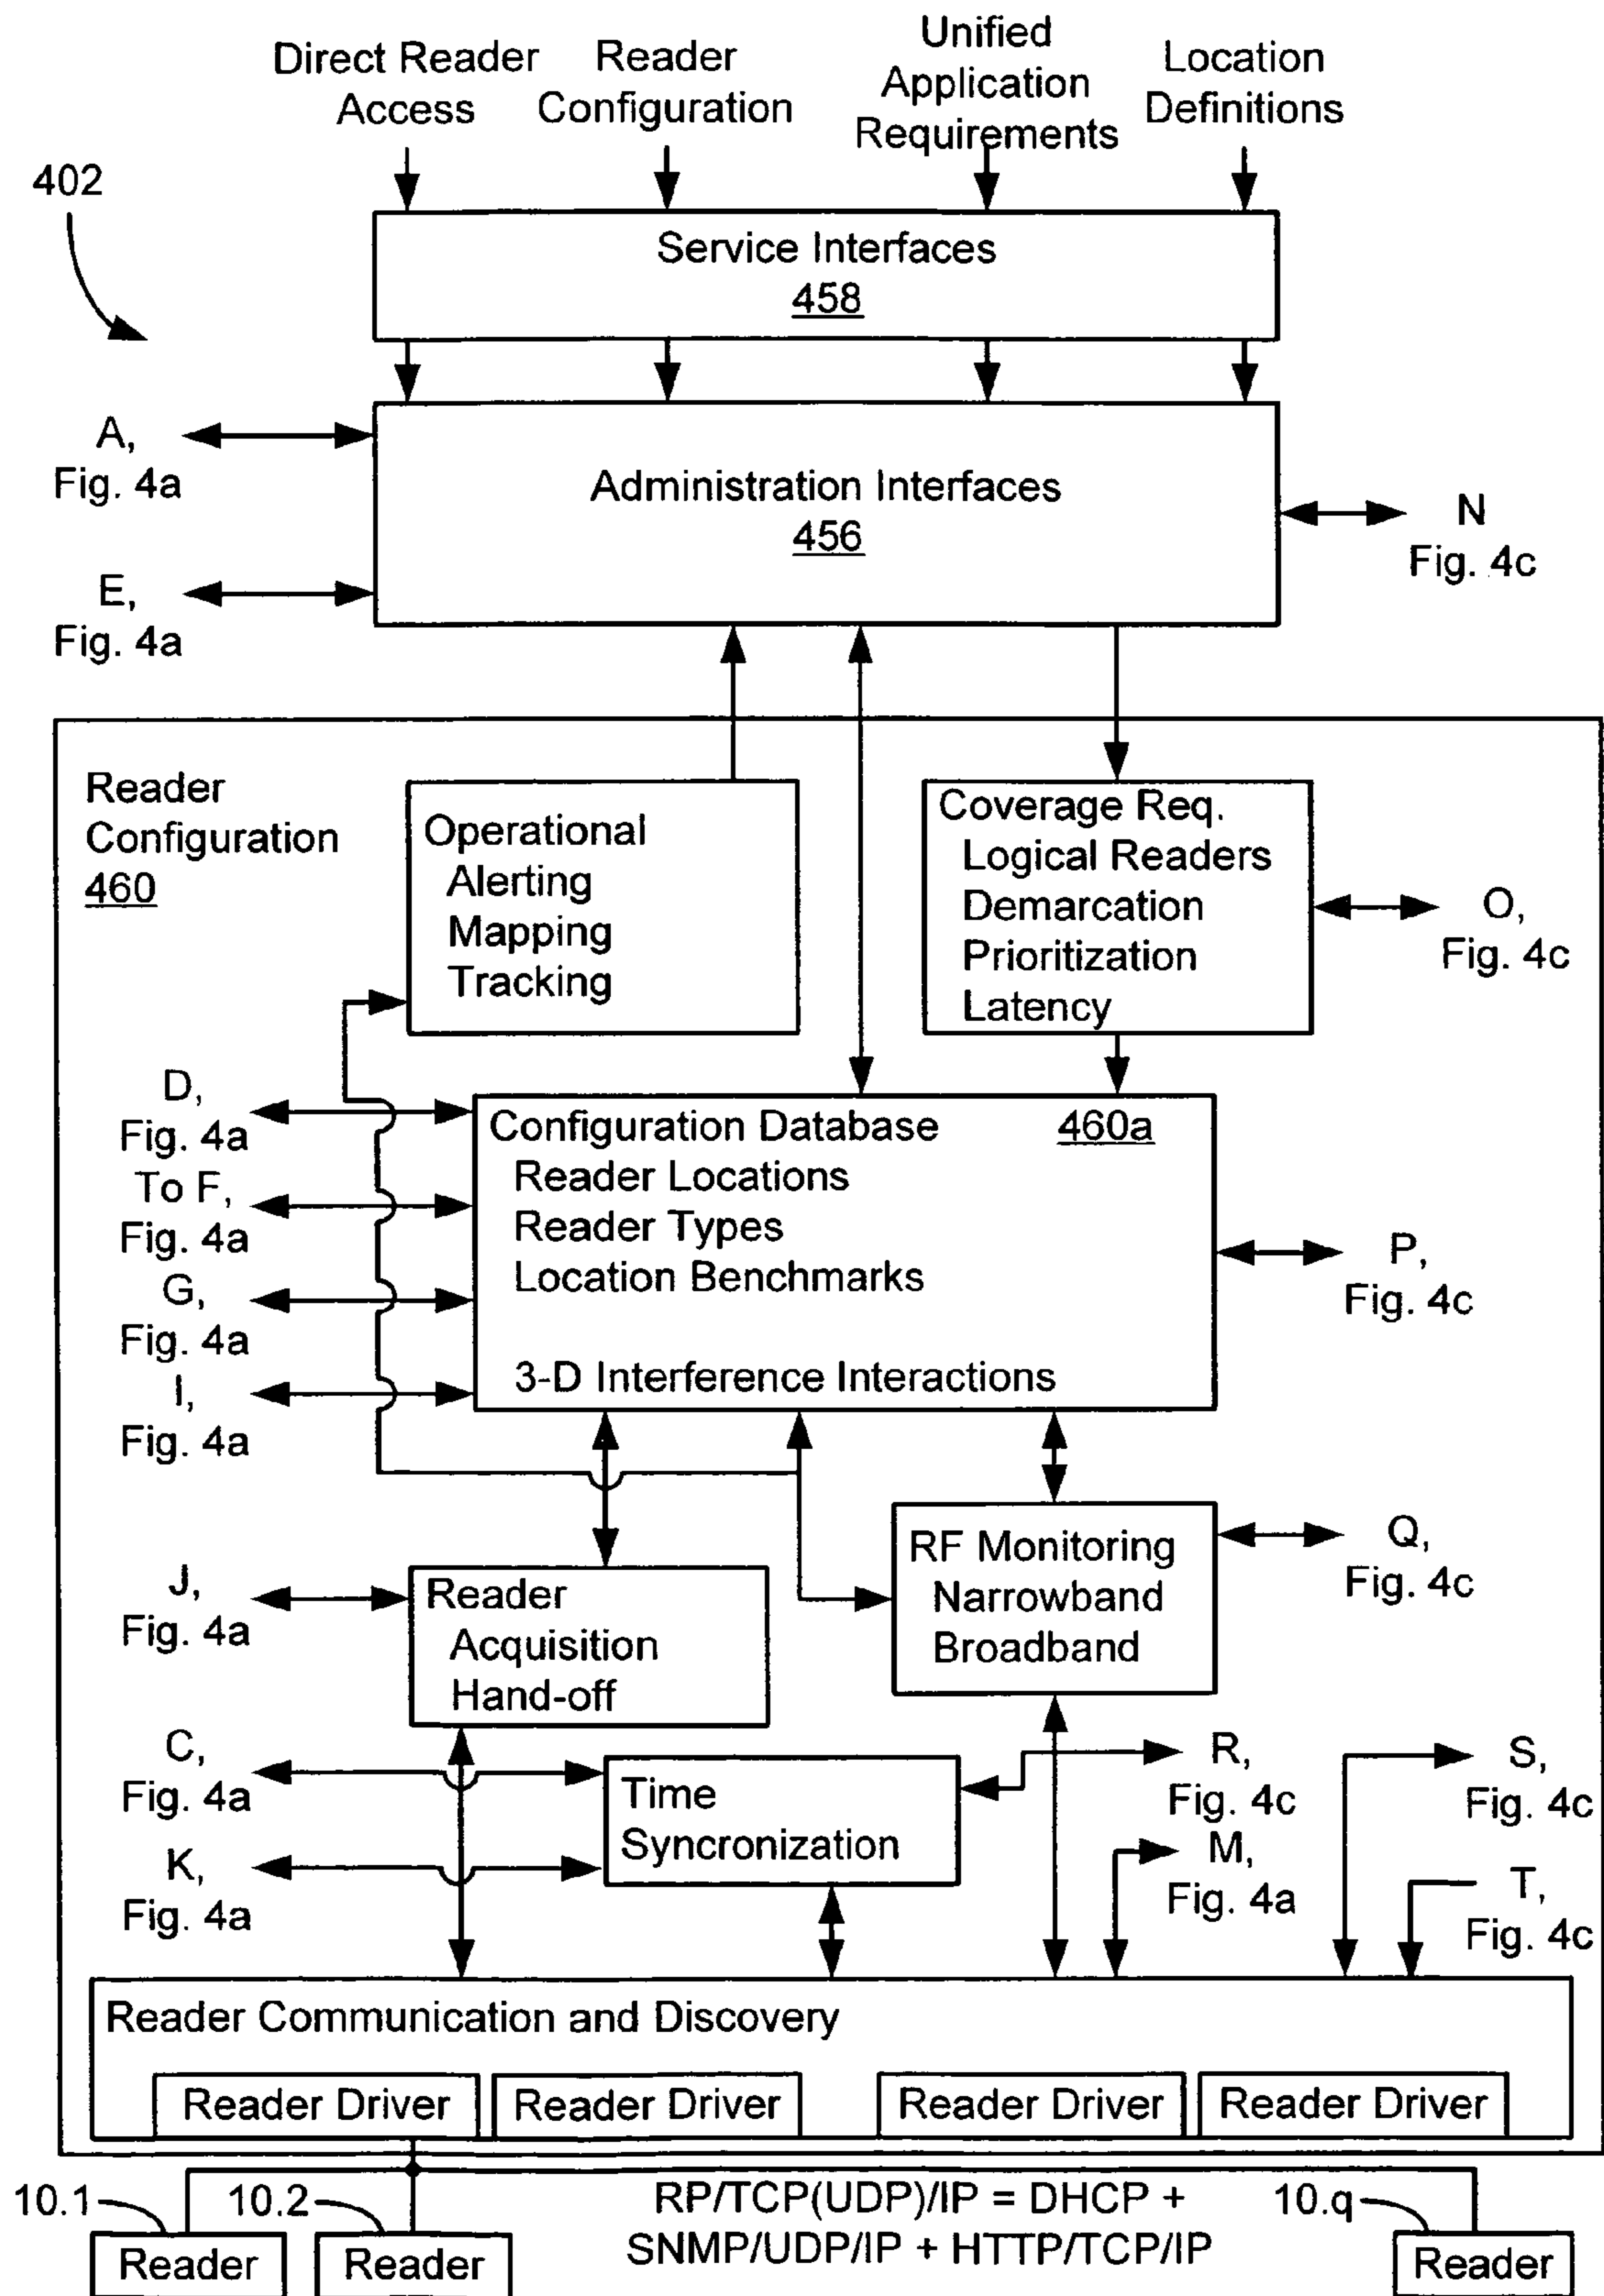 Direct Reader
Access
Reader
Configuration
Unified
Application
Requirements
Location
Definitions
402
Service Interfaces
458
A,
Fig. 4a
Administration Interfaces
456
N
Fig. 4c
E,
Fig. 4a
Reader
Configuration
460
Operational
Alerting
Mapping
Tracking
Coverage Req.
Logical Readers
Demarcation
Prioritization
Latency
O,
Fig. 4c
D,
Fig. 4a
To F,
Fig. 4a
G,
Fig. 4a
I,
Fig. 4a
Configuration Database 460a
Reader Locations
Reader Types
Location Benchmarks
3-D Interference Interactions
P,
Fig. 4c
J,
Fig. 4a
Reader
Acquisition
Hand-off
RF Monitoring
Narrowband
Broadband
Q,
Fig. 4c
C,
Fig. 4a
K,
Fig. 4a
Time
Syncronization
R,
Fig. 4c
M,
Fig. 4a
S,
Fig. 4c
T,
Fig. 4c
Reader Communication and Discovery
Reader Driver
Reader Driver
Reader Driver
Reader Driver
10.1
10.2
RP/TCP(UDP)/IP = DHCP +
SNMP/UDP/IP + HTTP/TCP/IP
10.q
Reader
Reader
Reader